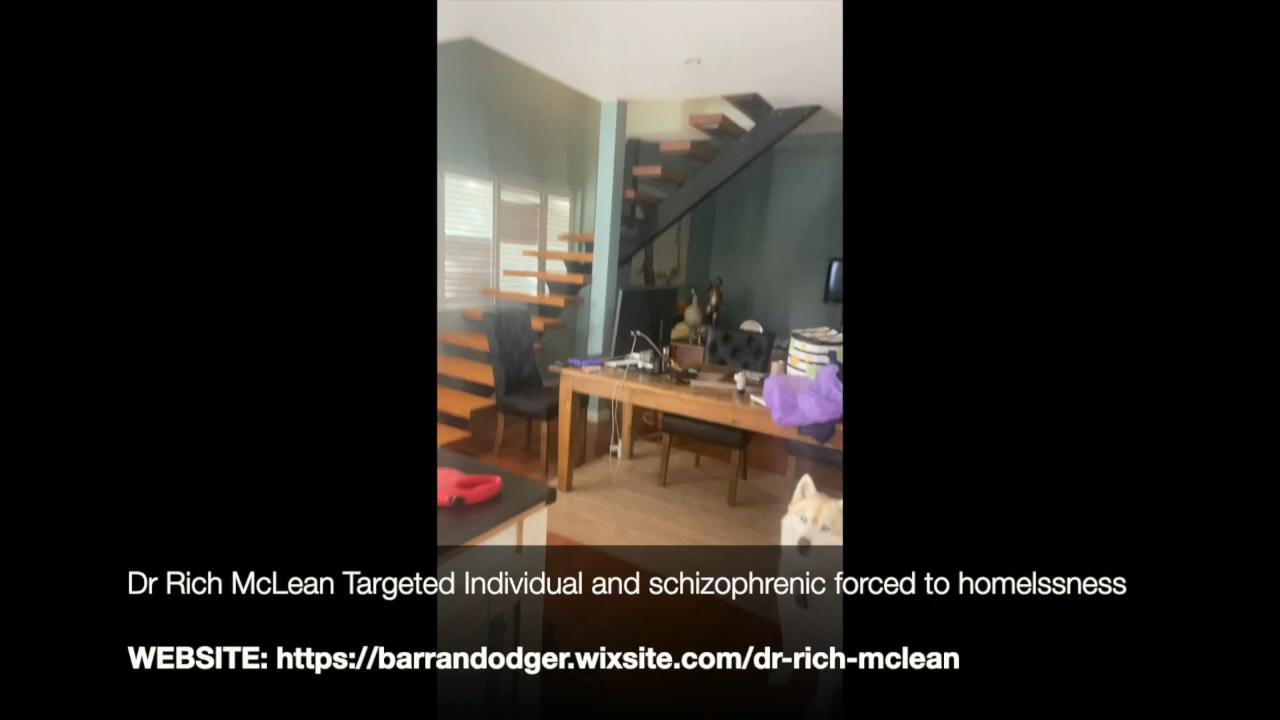 Dr Rich McLean Targeted Individual and schizophrenic forced to homelssness
WEBSITE: https://barrandodger.wixsite.com/dr-rich-mclean